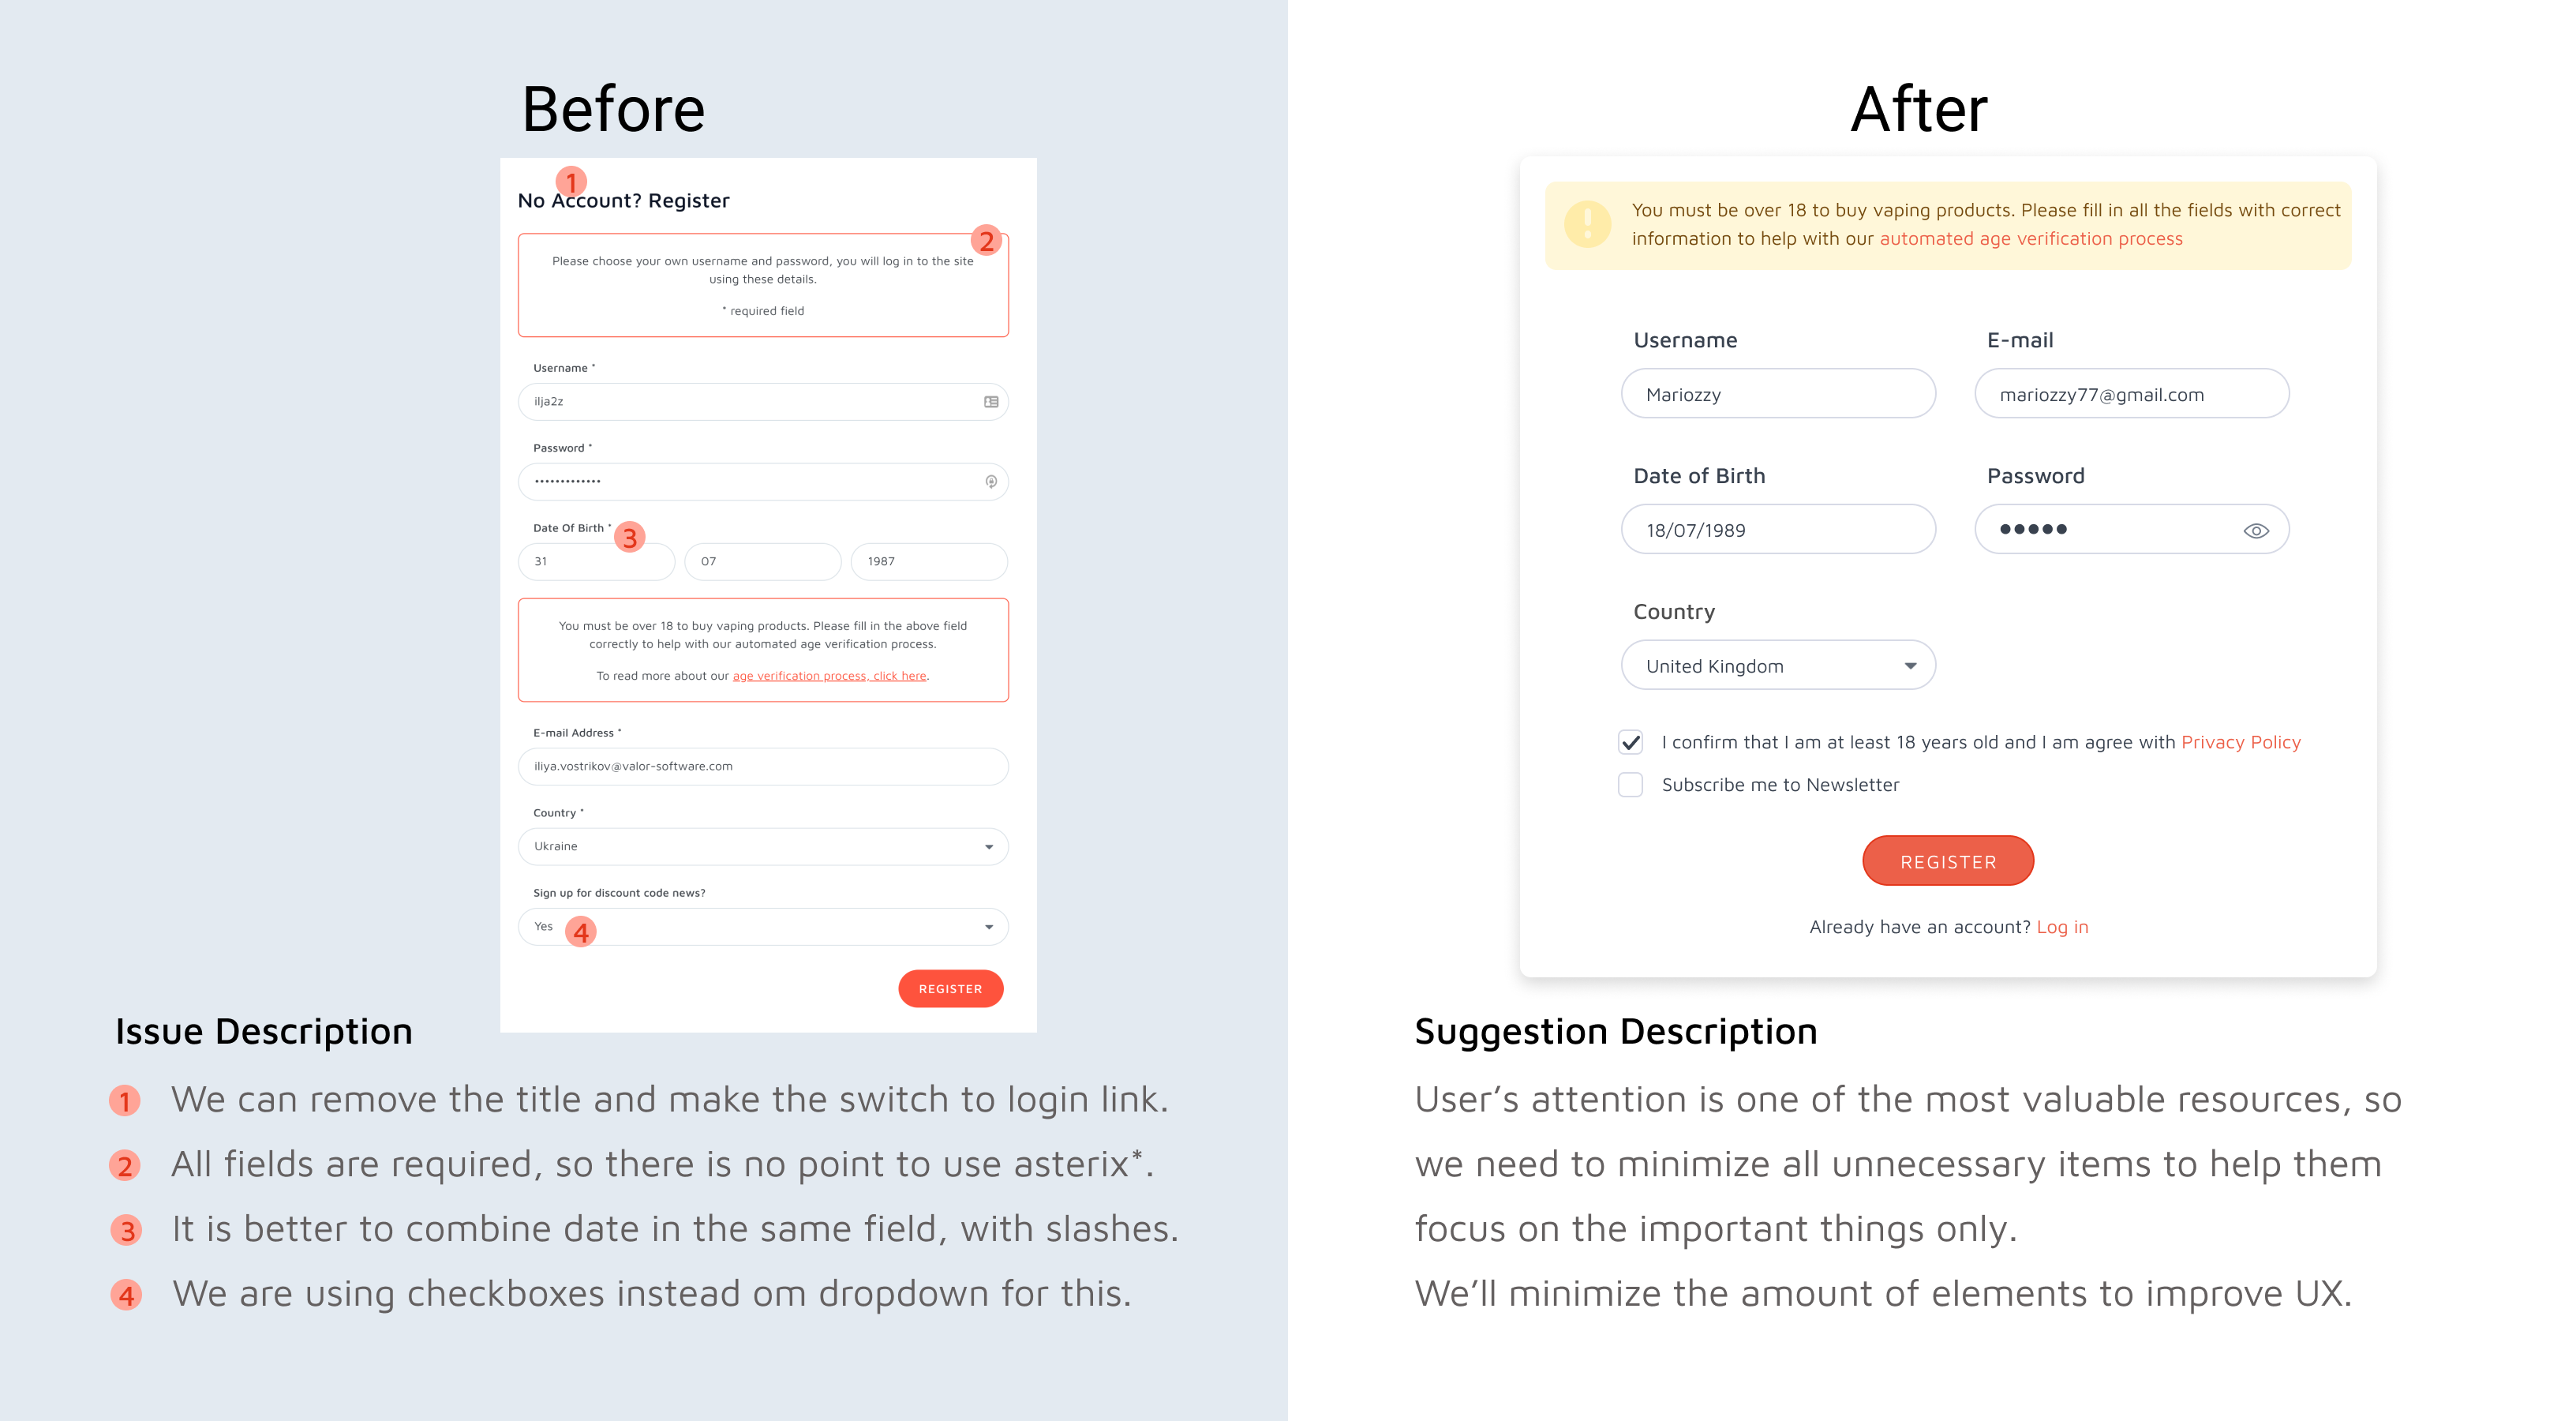 Before
1
No Account? Register
2
Please choose your own username and password, you will log in to the site
using these details.
* required field
Username *
ilja2z
Password *
•••••••••••••
Date Of Birth *
3
31 07 1987
You must be over 18 to buy vaping products. Please fill in the above field
correctly to help with our automated age verification process.
To read more about our age verification process, click here.
E-mail Address *
iliya.vostrikov@valor-software.com
Country *
Ukraine
Sign up for discount code news?
Yes
4
REGISTER
Issue Description
1 We can remove the title and make the switch to login link.
2 All fields are required, so there is no point to use asterix*.
3 It is better to combine date in the same field, with slashes.
4 We are using checkboxes instead om dropdown for this.
After
You must be over 18 to buy vaping products. Please fill in all the fields with correct
information to help with our automated age verification process
Username E-mail
Mariozzy mariozzy77@gmail.com
Date of Birth Password
18/07/1989 •••••
Country
United Kingdom
I confirm that I am at least 18 years old and I am agree with Privacy Policy
Subscribe me to Newsletter
REGISTER
Already have an account? Log in
Suggestion Description
User’s attention is one of the most valuable resources, so
we need to minimize all unnecessary items to help them
focus on the important things only.
We’ll minimize the amount of elements to improve UX.